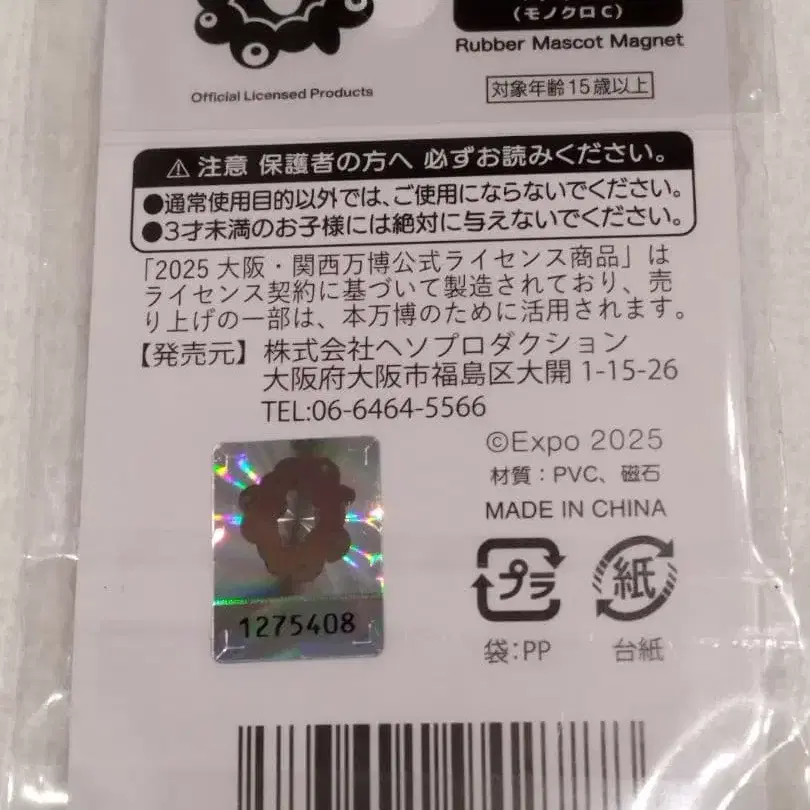 (モノクロC)
Rubber Mascot Magnet
Official Licensed Products
対象年齢15歳以上
⚠ 注意 保護者の方へ 必ずお読みください。
●通常使用目的以外では、ご使用にならないでください。
●3才未満のお子様には絶対に与えないでください。
「2025 大阪・関西万博公式ライセンス商品」は
ライセンス契約に基づいて製造されており、売
り上げの一部は、本万博のために活用されます。
【発売元】株式会社ヘソプロダクション
大阪府大阪市福島区大開 1-15-26
TEL:06-6464-5566
©Expo 2025
材質：PVC、磁石
MADE IN CHINA
1275408
プラ
紙
袋：PP
台紙